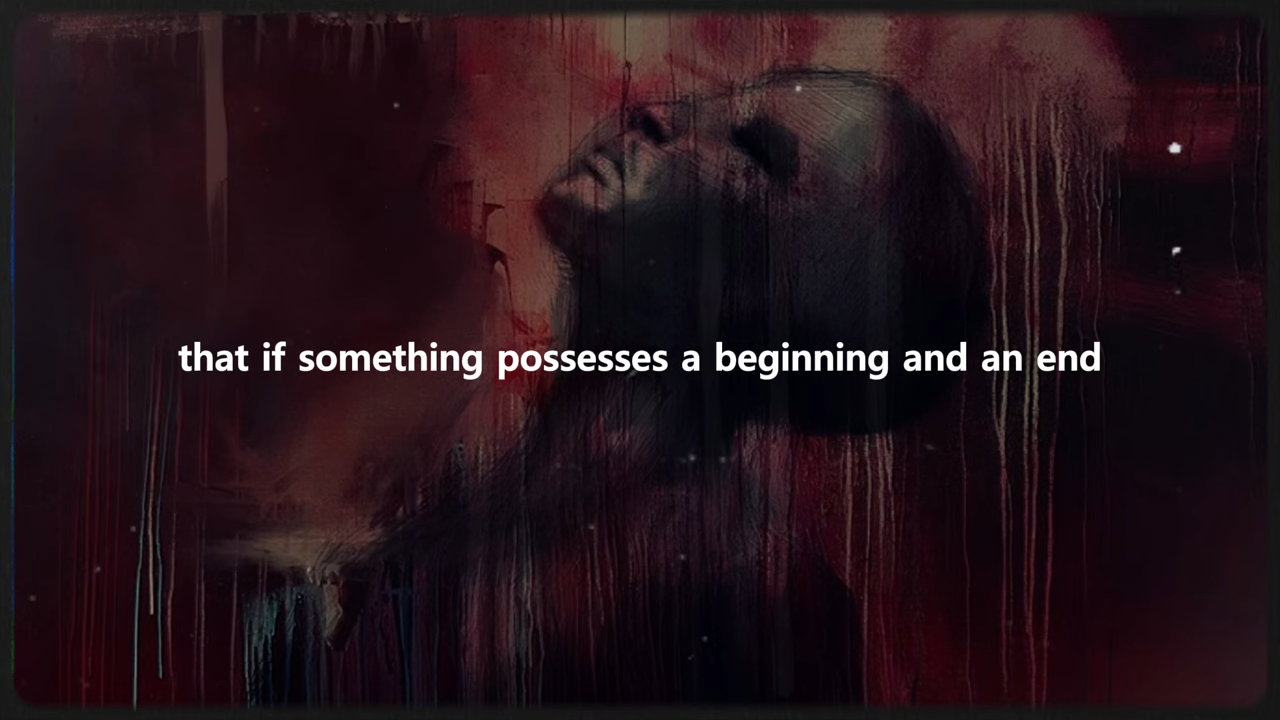 that if something possesses a beginning and an end